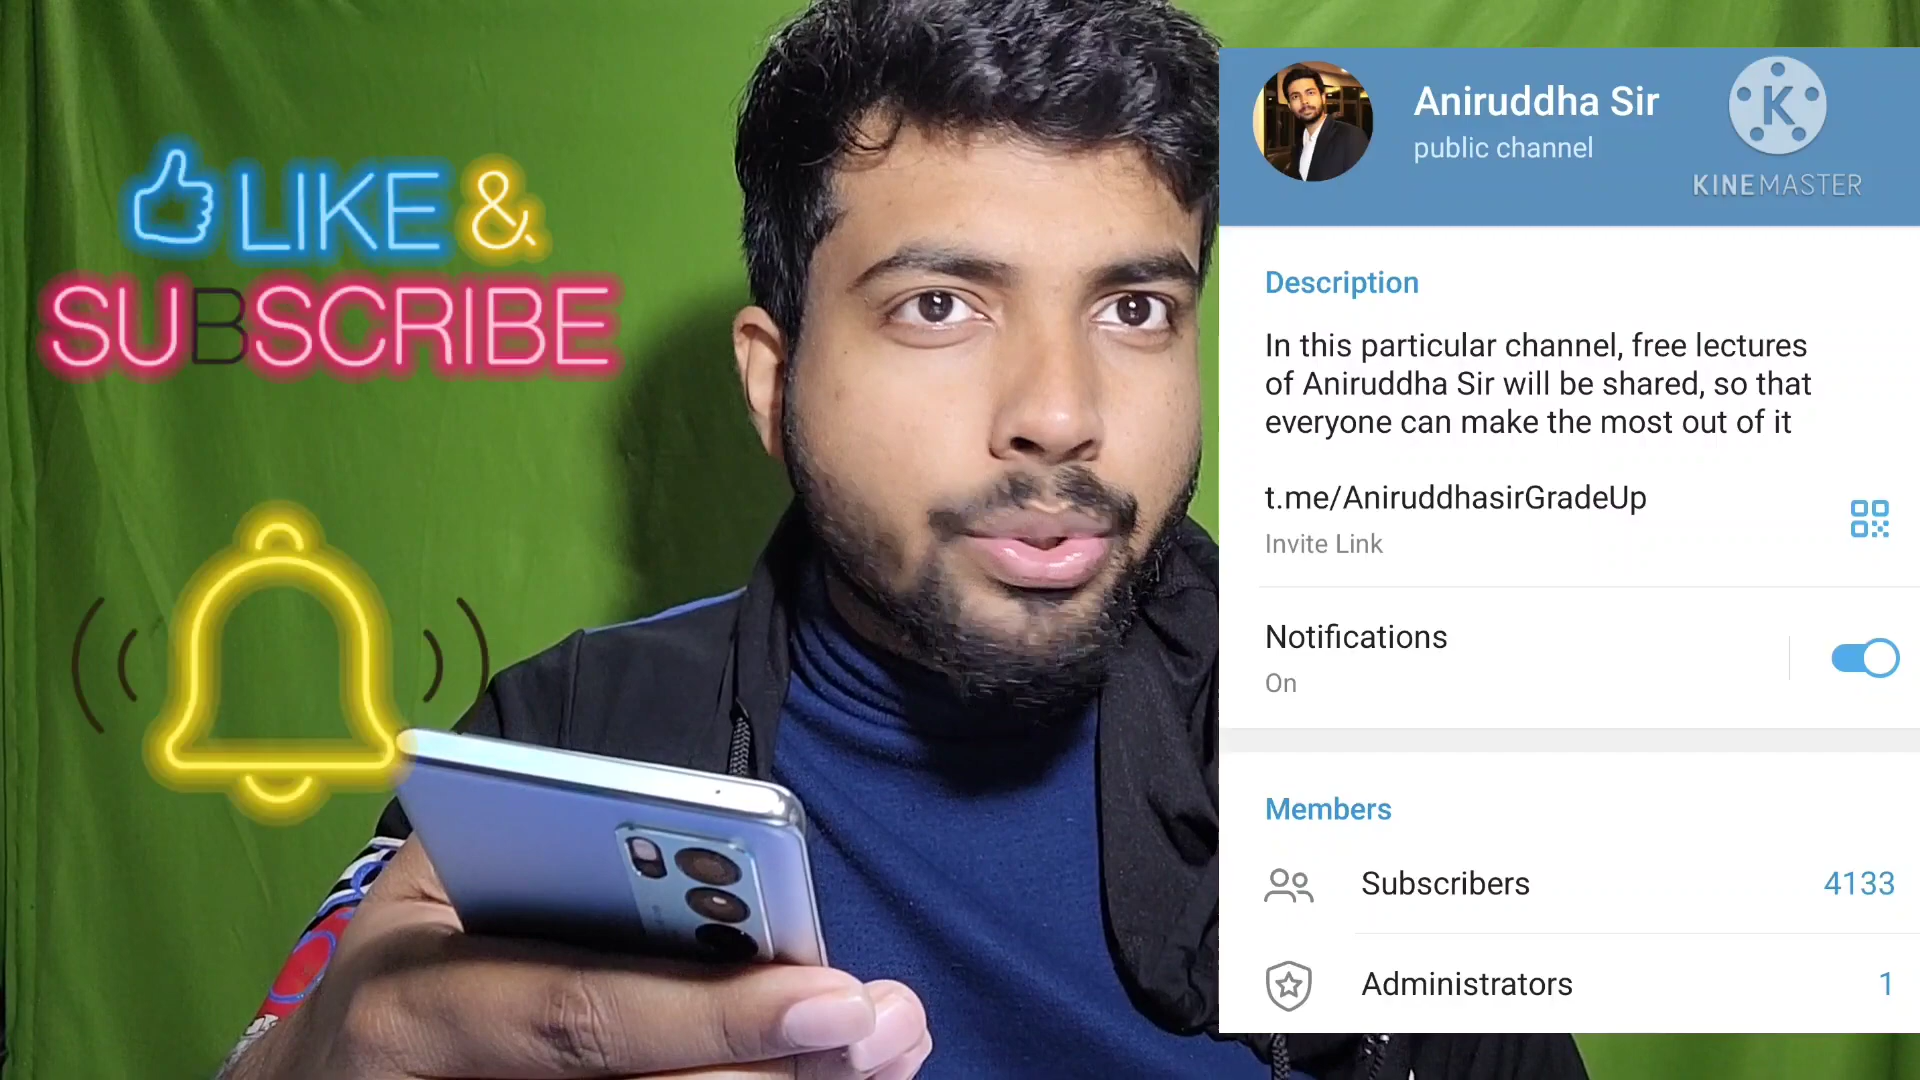 LIKE &
SUBSCRIBE
Aniruddha Sir
public channel
K
KINEMASTER
Description
In this particular channel, free lectures
of Aniruddha Sir will be shared, so that
everyone can make the most out of it
t.me/AniruddhasirGradeUp
Invite Link
Notifications
On
Members
Subscribers 4133
Administrators 1